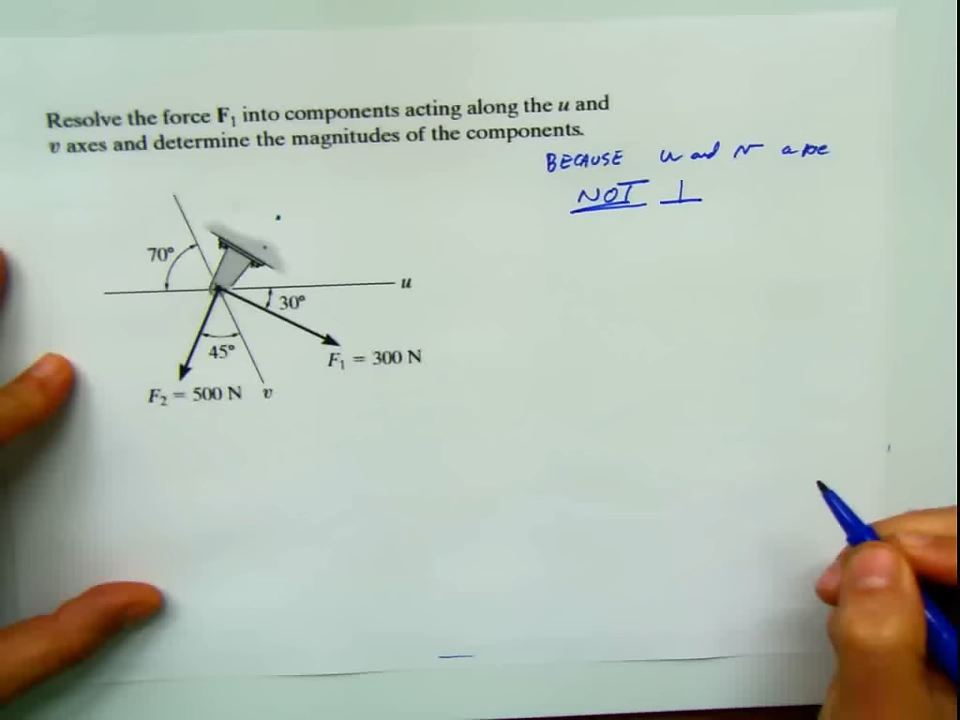 Resolve the force F₁ into components acting along the u and
v axes and determine the magnitudes of the components.
BECAUSE u and v are
NOT ⊥
70°
u
30°
45°
F₁ = 300 N
F₂ = 500 N
v